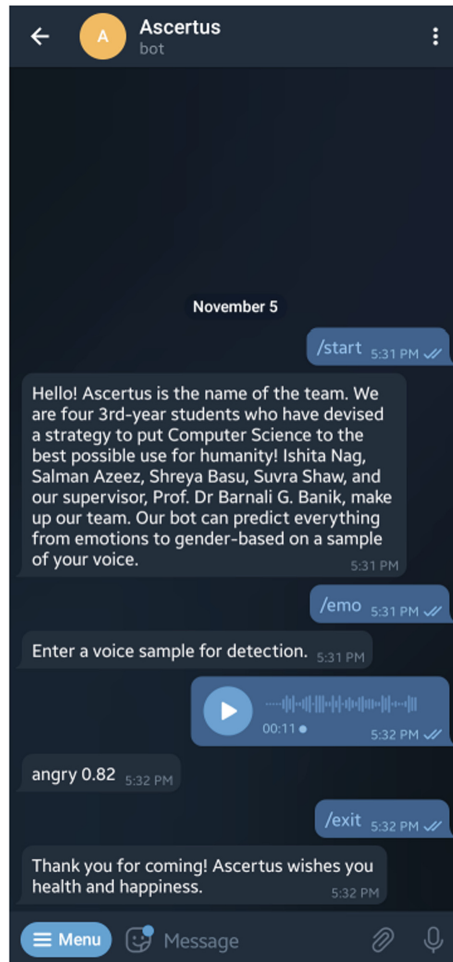 A
Ascertus
bot
November 5
/start 5:31 PM
Hello! Ascertus is the name of the team. We
are four 3rd-year students who have devised
a strategy to put Computer Science to the
best possible use for humanity! Ishita Nag,
Salman Azeez, Shreya Basu, Suvra Shaw, and
our supervisor, Prof. Dr Barnali G. Banik, make
up our team. Our bot can predict everything
from emotions to gender-based on a sample
of your voice. 5:31 PM
/emo 5:31 PM
Enter a voice sample for detection. 5:31 PM
00:11 5:32 PM
angry 0.82 5:32 PM
/exit 5:32 PM
Thank you for coming! Ascertus wishes you
health and happiness. 5:32 PM
Menu Message